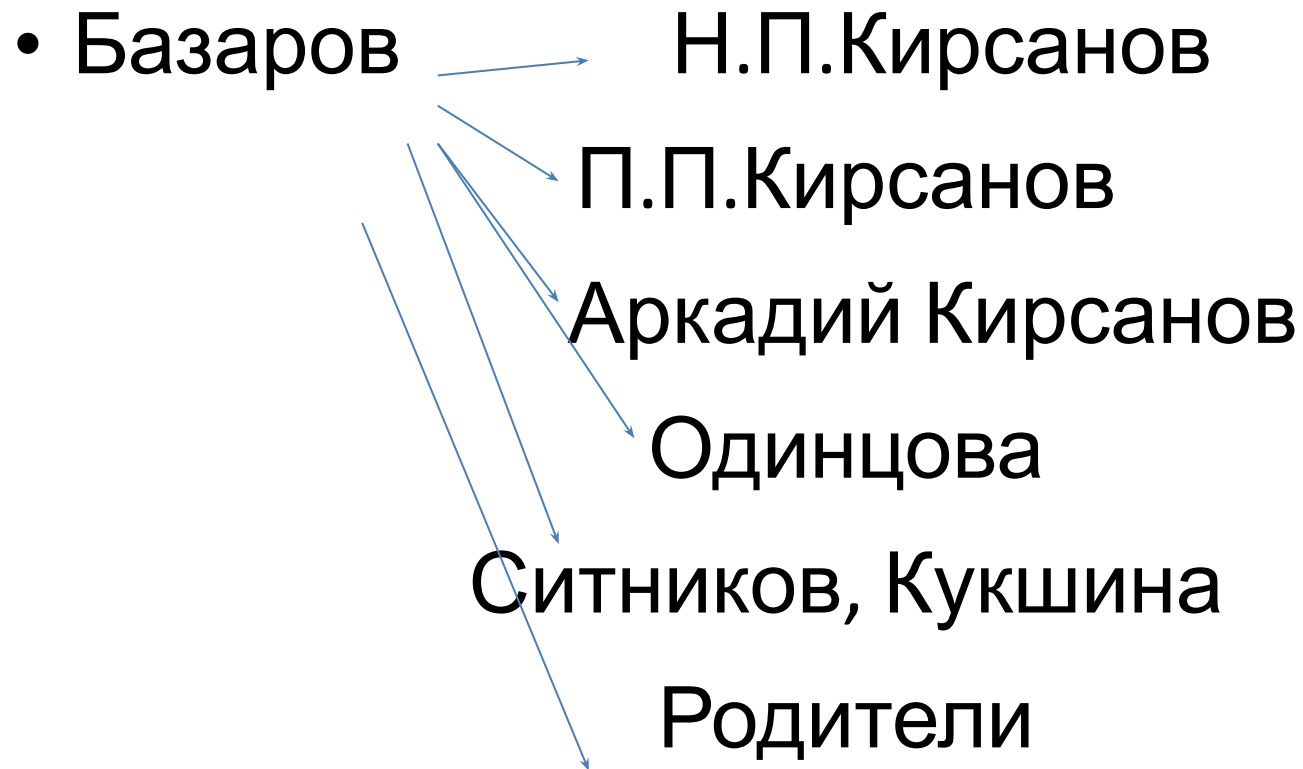 • Базаров Н.П.Кирсанов
П.П.Кирсанов
Аркадий Кирсанов
Одинцова
Ситников, Кукшина
Родители